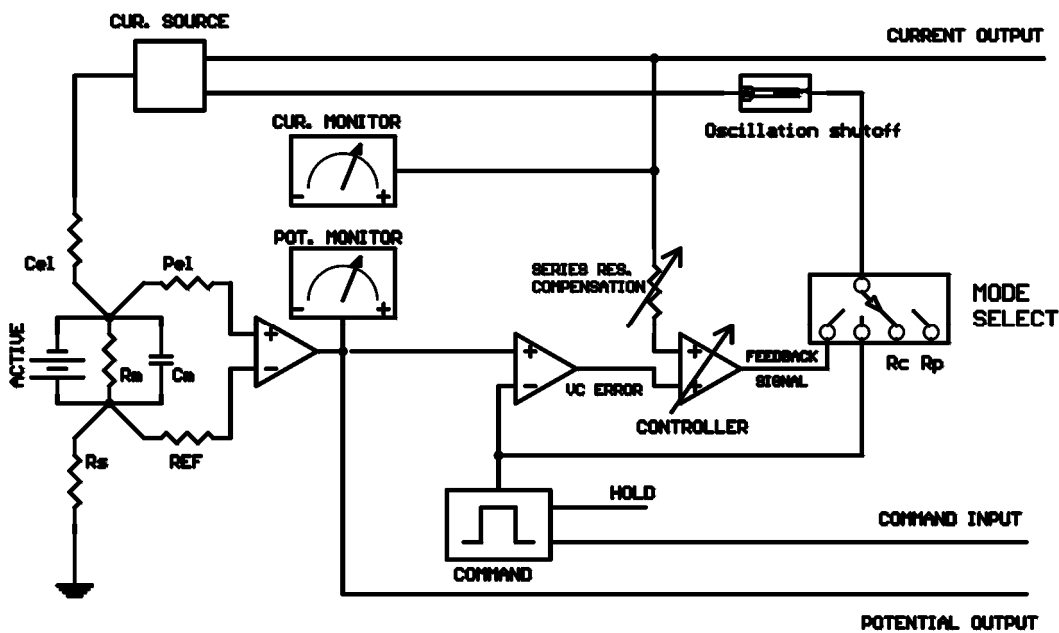 CUR. SOURCE
CURRENT OUTPUT
Oscillation shutoff
CUR. MONITOR
- +
POT. MONITOR
- +
Cel
Pel
SERIES RES.
COMPENSATION
MODE
SELECT
ACTIVE
Rm
Cm
+
-
+
-
VC ERROR
+
+
FEEDBACK
SIGNAL
Rc Rp
CONTROLLER
Rs
REF
HOLD
COMMAND INPUT
COMMAND
POTENTIAL OUTPUT